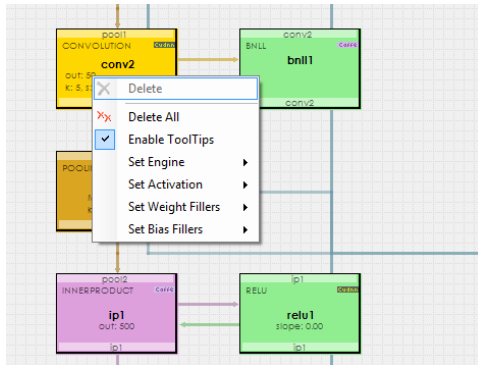 pool1
CONVOLUTION Cudnn
conv2
out: 50
K: 5, s:
conv2
BNLL Caffe
bnll1
conv2
Delete
Delete All
Enable ToolTips
Set Engine
Set Activation
Set Weight Fillers
Set Bias Fillers
POOLI
K
pool2
INNERPRODUCT Caffe
ip1
out: 500
ip1
ip1
RELU Cudnn
relu1
slope: 0.00
ip1